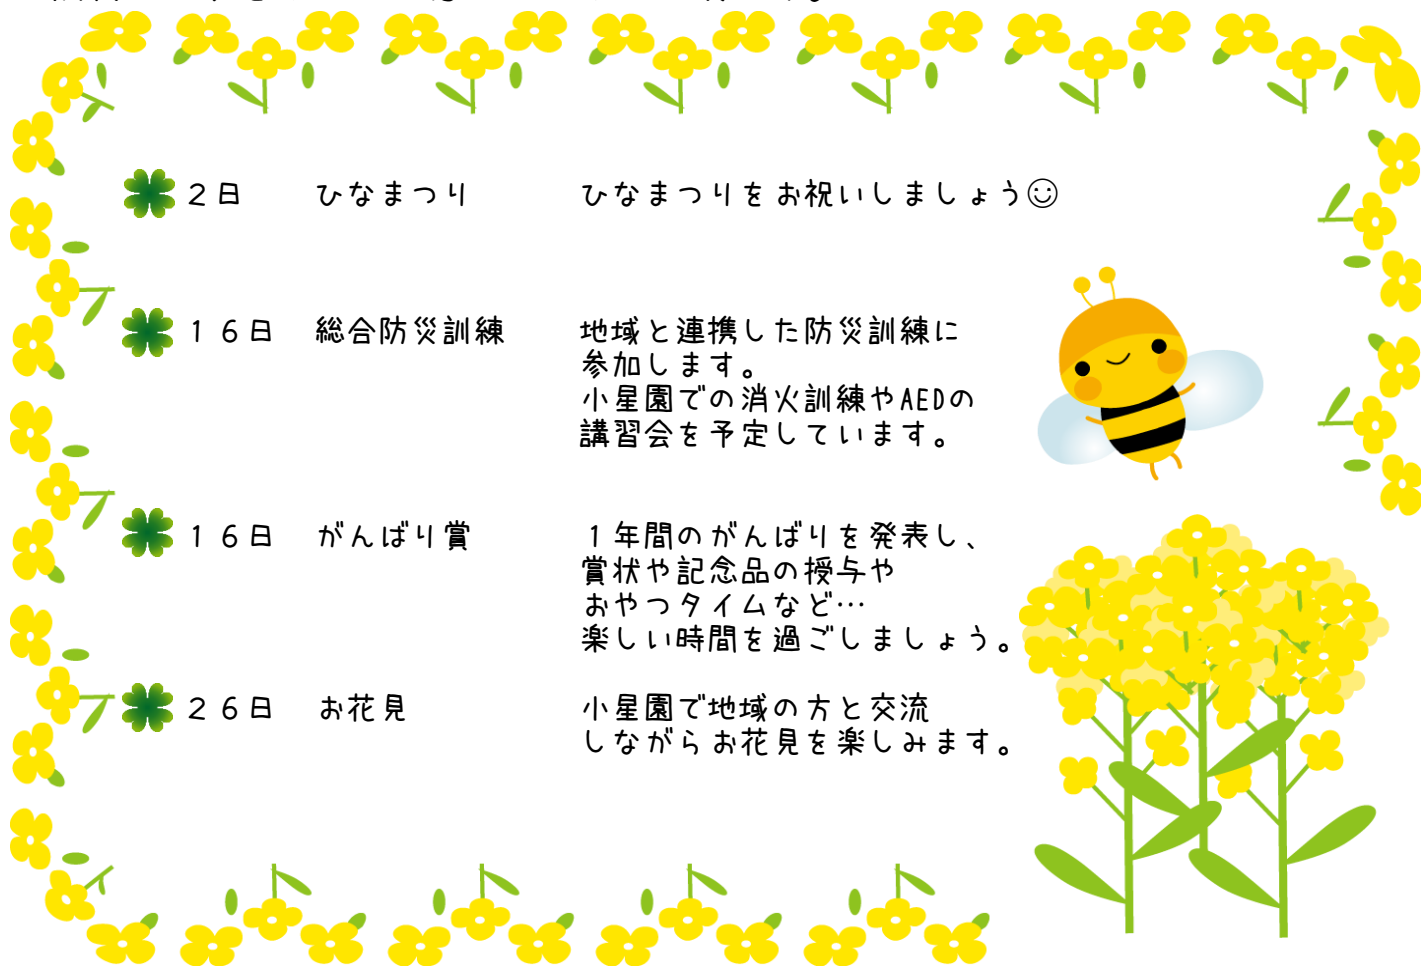 ２日　ひなまつり　ひなまつりをお祝いしましょう☺
１６日　総合防災訓練　地域と連携した防災訓練に
参加します。
小星園での消火訓練やAEDの
講習会を予定しています。
１６日　がんばり賞　１年間のがんばりを発表し、
賞状や記念品の授与や
おやつタイムなど…
楽しい時間を過ごしましょう。
２６日　お花見　小星園で地域の方と交流
しながらお花見を楽しみます。